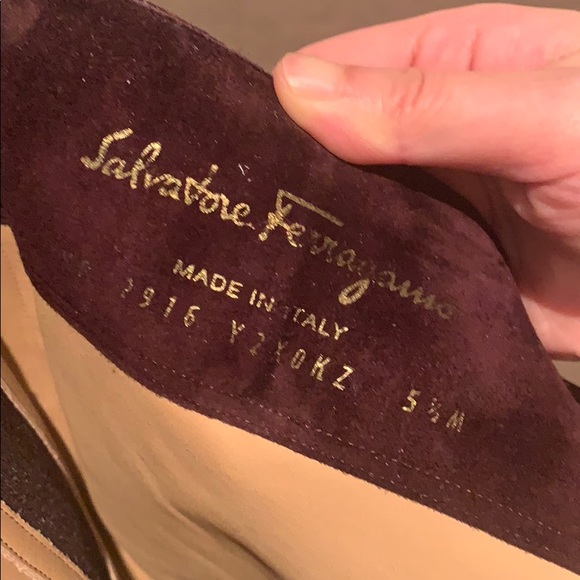 Salvatore Ferragamo
MADE IN ITALY
1916 Y2X0KZ 5½M